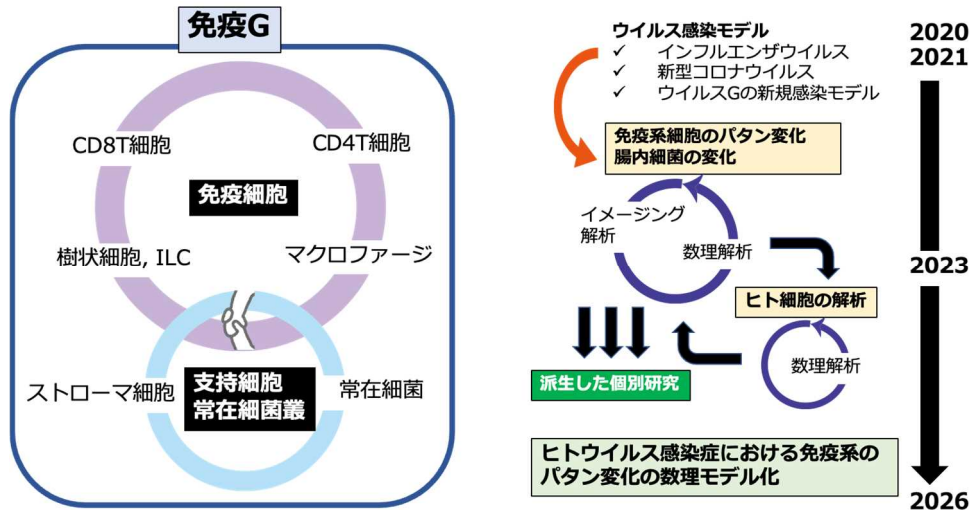 免疫G
CD8T細胞
CD4T細胞
免疫細胞
樹状細胞, ILC
マクロファージ
ストローマ細胞
支持細胞
常在細菌叢
常在細菌
ウイルス感染モデル
✓ インフルエンザウイルス
✓ 新型コロナウイルス
✓ ウイルスGの新規感染モデル
免疫系細胞のパタン変化
腸内細菌の変化
イメージング
解析
数理解析
ヒト細胞の解析
数理解析
派生した個別研究
ヒトウイルス感染症における免疫系の
パタン変化の数理モデル化
2020
2021
2023
2026